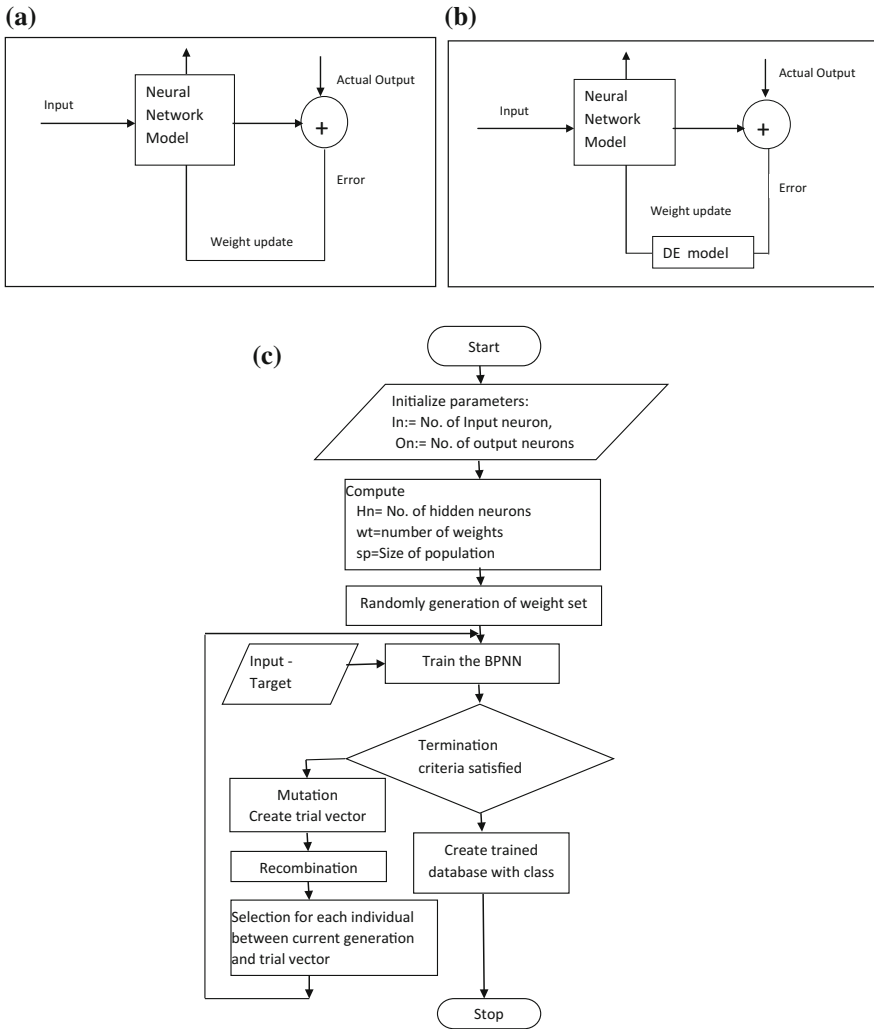 (a)
Input
Neural
Network
Model
Actual Output
+
Error
Weight update
(b)
Input
Neural
Network
Model
Actual Output
+
Error
Weight update
DE model
(c)
Start
Initialize parameters:
In:= No. of Input neuron,
On:= No. of output neurons
Compute
Hn= No. of hidden neurons
wt=number of weights
sp=Size of population
Randomly generation of weight set
Input -
Target
Train the BPNN
Termination
criteria satisfied
Mutation
Create trial vector
Recombination
Selection for each individual
between current generation
and trial vector
Create trained
database with class
Stop